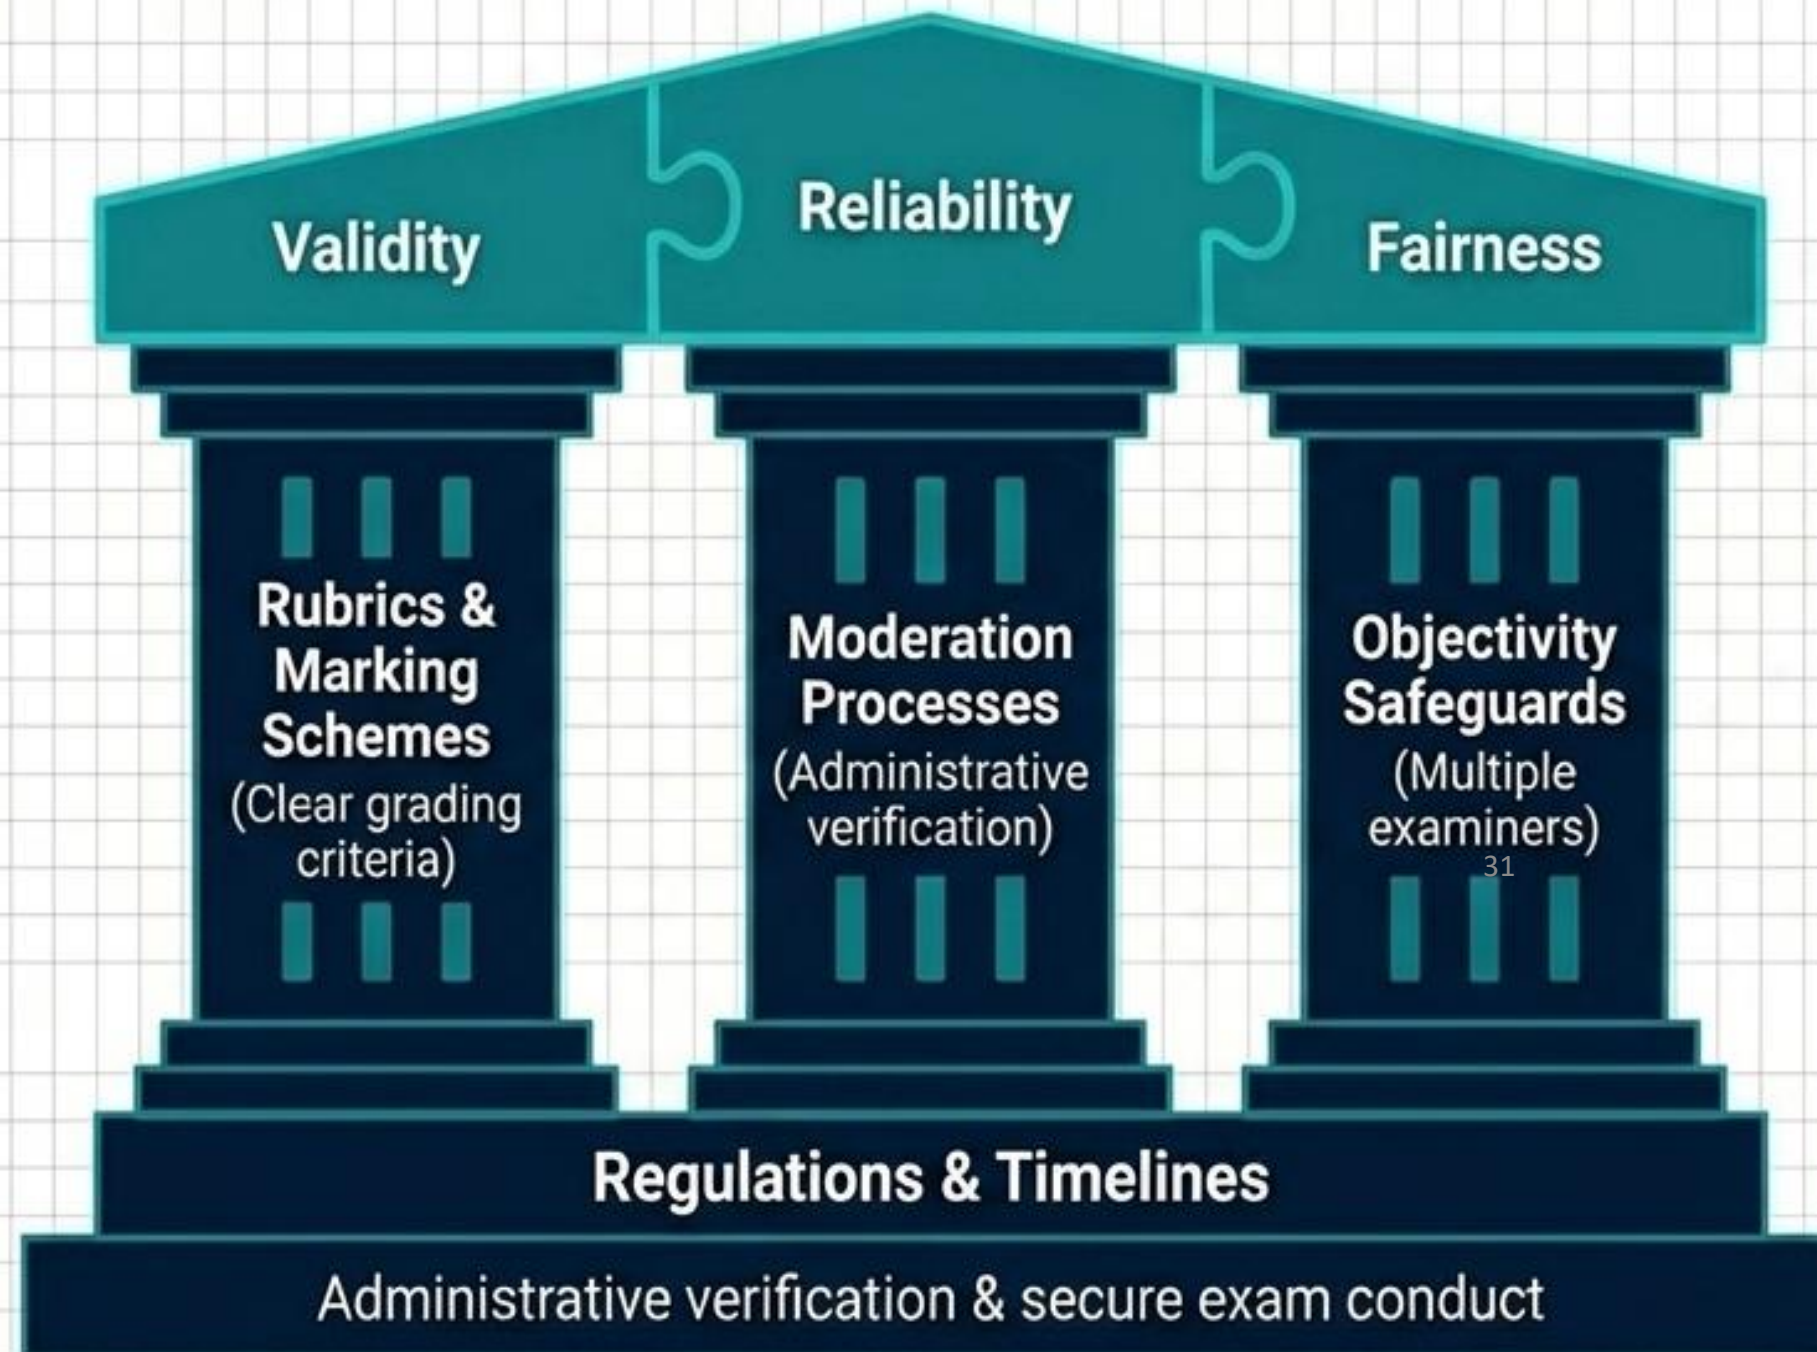 Validity
Reliability
Fairness
Rubrics &
Marking
Schemes
(Clear grading
criteria)
Moderation
Processes
(Administrative
verification)
Objectivity
Safeguards
(Multiple
examiners)
31
Regulations & Timelines
Administrative verification & secure exam conduct